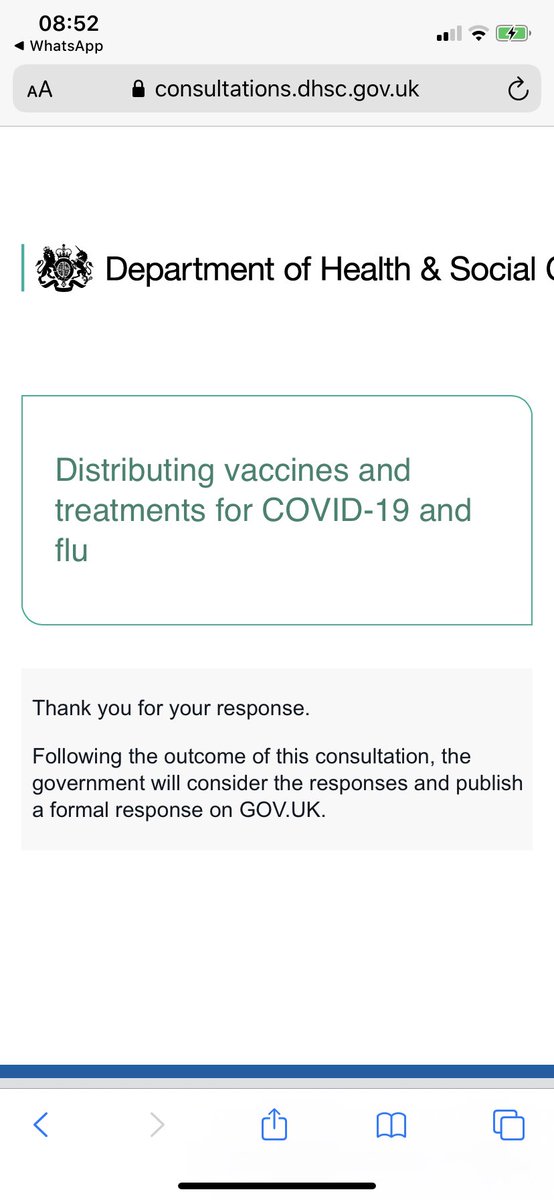 08:52
◀ WhatsApp
AA consultations.dhsc.gov.uk
Department of Health & Social C
Distributing vaccines and
treatments for COVID-19 and
flu
Thank you for your response.
Following the outcome of this consultation, the
government will consider the responses and publish
a formal response on GOV.UK.